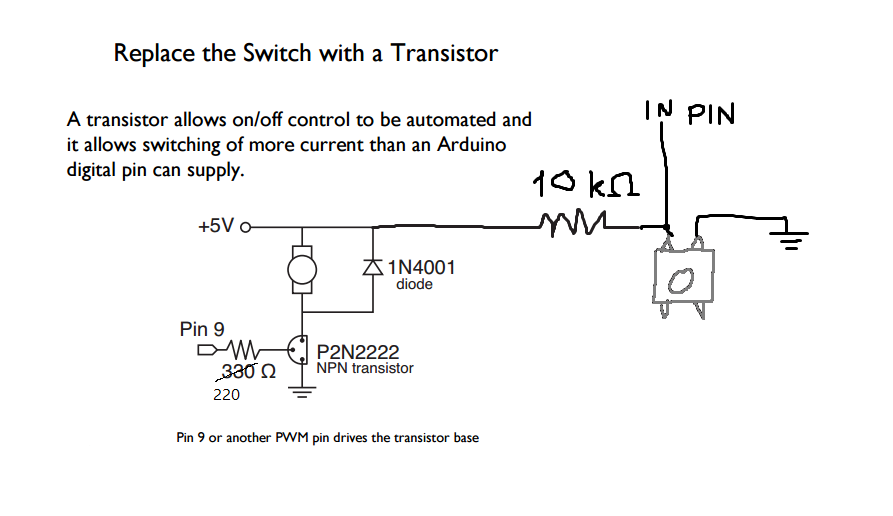 Replace the Switch with a Transistor
A transistor allows on/off control to be automated and
it allows switching of more current than an Arduino
digital pin can supply.
IN PIN
10 kΩ
+5V
1N4001
diode
Pin 9
330 Ω
220
P2N2222
NPN transistor
Pin 9 or another PWM pin drives the transistor base